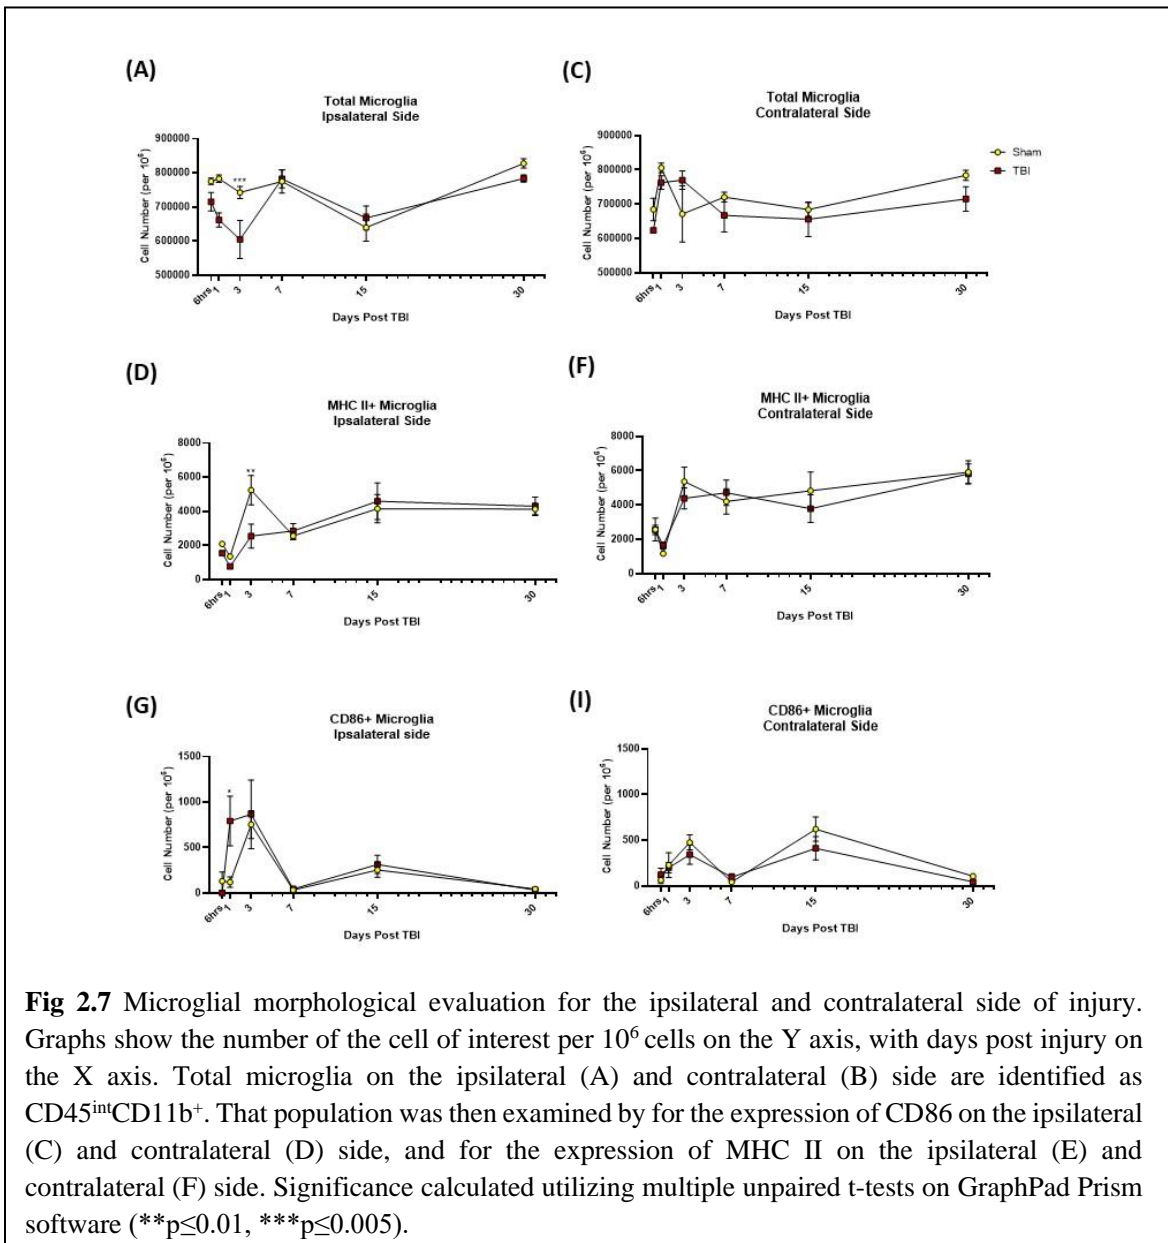 (A)
Total Microglia
Ipsalateral Side
Cell Number (per 10⁶)
900000
800000
700000
600000
500000
***
6hrs 1 3 7 15 30
Days Post TBI
(C)
Total Microglia
Contralateral Side
Cell Number (per 10⁶)
900000
800000
700000
600000
500000
6hrs 1 3 7 15 30
Days Post TBI
Sham
TBI
(D)
MHC II+ Microglia
Ipsalateral Side
Cell Number (per 10⁶)
8000
6000
4000
2000
0
**
6hrs 1 3 7 15 30
Days Post TBI
(F)
MHC II+ Microglia
Contralateral Side
Cell Number (per 10⁶)
8000
6000
4000
2000
0
6hrs 1 3 7 15 30
Days Post TBI
(G)
CD86+ Microglia
Ipsalateral side
Cell Number (per 10⁶)
1500
1000
500
0
*
6hrs 1 3 7 15 30
Days Post TBI
(I)
CD86+ Microglia
Contralateral Side
Cell Number (per 10⁶)
1500
1000
500
0
6hrs 1 3 7 15 30
Days Post TBI
Fig 2.7 Microglial morphological evaluation for the ipsilateral and contralateral side of injury.
Graphs show the number of the cell of interest per 10⁶ cells on the Y axis, with days post injury on
the X axis. Total microglia on the ipsilateral (A) and contralateral (B) side are identified as
CD45ⁱⁿᵗCD11b⁺. That population was then examined by for the expression of CD86 on the ipsilateral
(C) and contralateral (D) side, and for the expression of MHC II on the ipsilateral (E) and
contralateral (F) side. Significance calculated utilizing multiple unpaired t-tests on GraphPad Prism
software (**p≤0.01, ***p≤0.005).